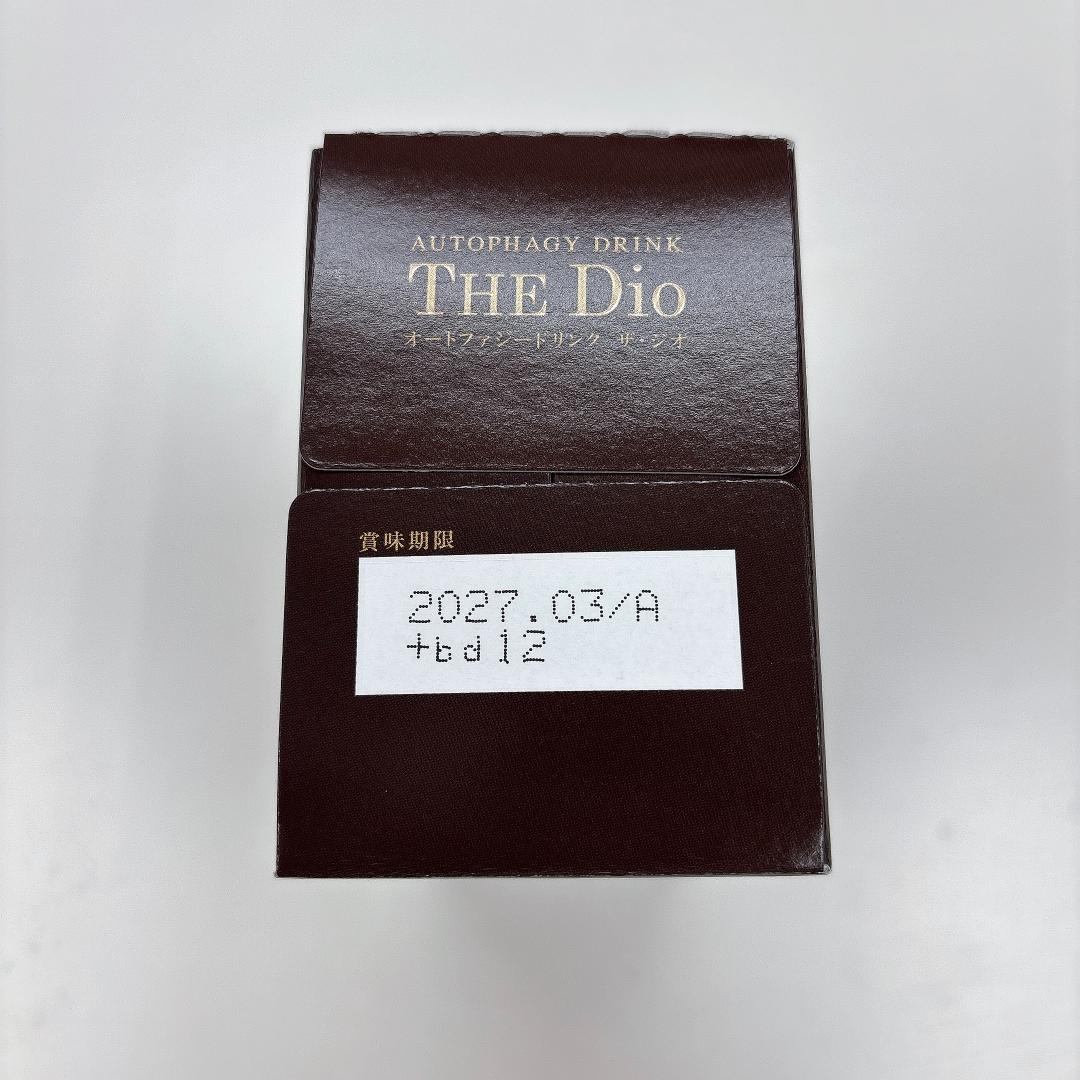 AUTOPHAGY DRINK
THE Dio
オートファジードリンク ザ・ジオ
賞味期限
2027.03/A